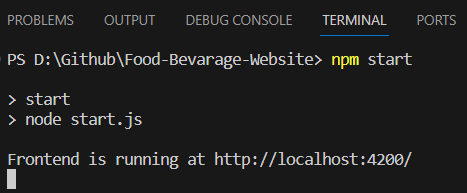 PROBLEMS OUTPUT DEBUG CONSOLE TERMINAL PORTS
PS D:\Github\Food-Bevarage-Website> npm start
> start
> node start.js
Frontend is running at http://localhost:4200/